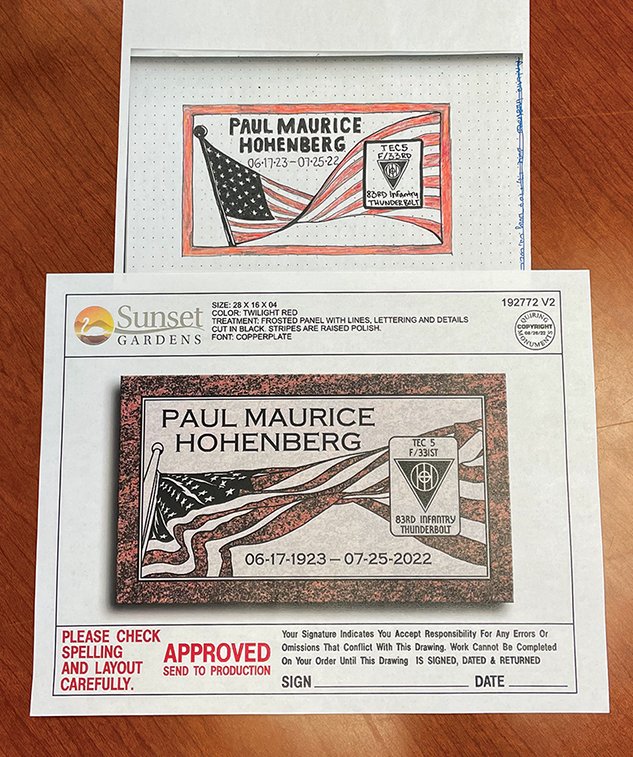 PAUL MAURICE
HOHENBERG
06·17·23 – 07·25·22
TEC5
F/33RD
83RD Infantry
THUNDERBOLT
Sunset
GARDENS
SIZE: 28 X 16 X 04
COLOR: TWILIGHT RED
TREATMENT: FROSTED PANEL WITH LINES, LETTERING AND DETAILS
CUT IN BLACK. STRIPES ARE RAISED POLISH.
FONT: COPPERPLATE
192772 V2
QUIRING
COPYRIGHT
08/26/22
MONUMENTS
PAUL MAURICE
HOHENBERG
TEC 5
F/331ST
83RD INFANTRY
THUNDERBOLT
06-17-1923 – 07-25-2022
PLEASE CHECK
SPELLING
AND LAYOUT
CAREFULLY.
APPROVED
SEND TO PRODUCTION
Your Signature Indicates You Accept Responsibility For Any Errors Or
Omissions That Conflict With This Drawing. Work Cannot Be Completed
On Your Order Until This Drawing IS SIGNED, DATED & RETURNED
SIGN DATE